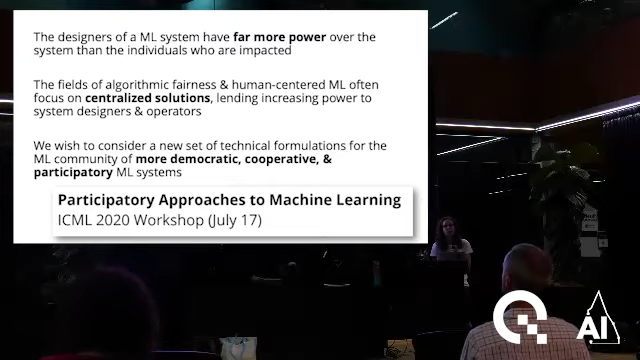 The designers of a ML system have far more power over the
system than the individuals who are impacted
The fields of algorithmic fairness & human-centered ML often
focus on centralized solutions, lending increasing power to
system designers & operators
We wish to consider a new set of technical formulations for the
ML community of more democratic, cooperative, &
participatory ML systems
Participatory Approaches to Machine Learning
ICML 2020 Workshop (July 17)
AI